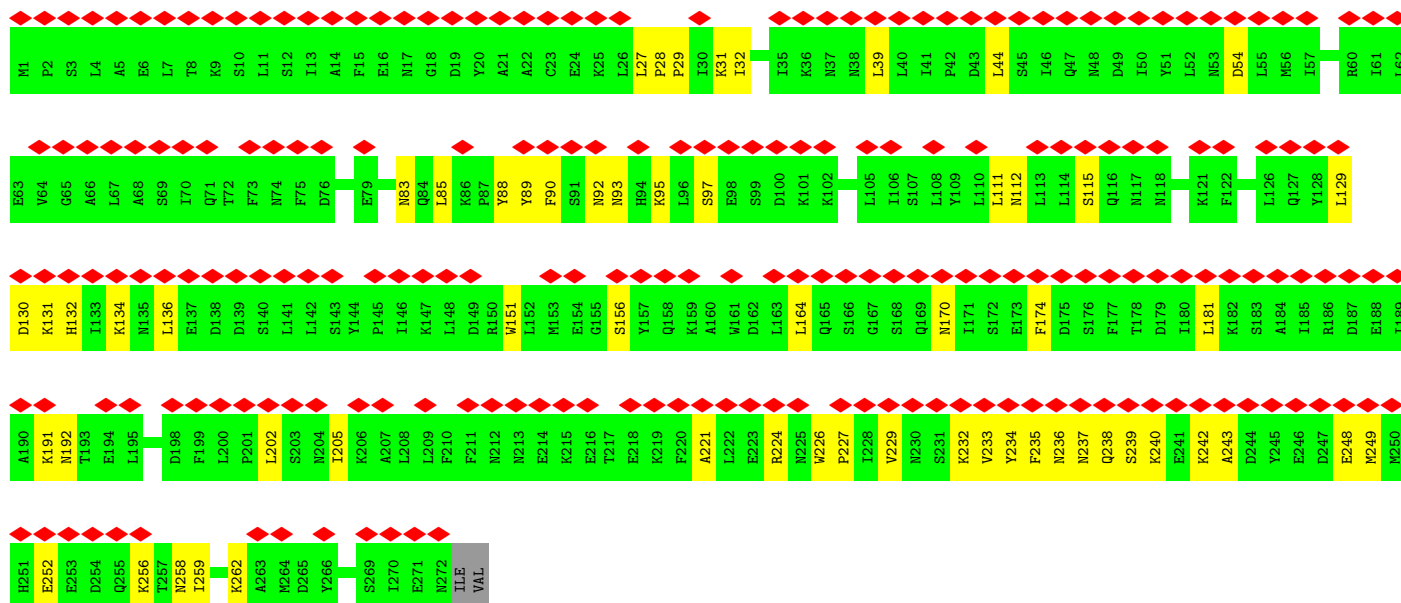 M1 P2 S3 L4 A5 E6 L7 T8 K9 S10 L11 S12 I13 A14 F15 E16 N17 G18 D19 Y20 A21 A22 C23 E24 K25 L26 L27 P28 P29 I30 K31 I32 I35 K36 N37 N38 L39 L40 I41 P42 D43 L44 S45 I46 Q47 N48 D49 I50 Y51 L52 N53 D54 L55 M56 I57 R60 I61 L62
E63 V64 G65 A66 L67 A68 S69 I70 Q71 T72 F73 N74 F75 D76 E79 N83 Q84 L85 K86 P87 Y88 Y89 F90 S91 N92 N93 H94 K95 L96 S97 E98 S99 D100 K101 K102 L105 I106 S107 L108 Y109 L110 L111 N112 L113 L114 S115 Q116 N117 N118 K121 F122 L126 Q127 Y128 L129
D130 K131 H132 I133 K134 N135 L136 E137 D138 D139 S140 L141 L142 S143 Y144 P145 I146 K147 L148 D149 R150 W151 L152 M153 E154 G155 S156 Y157 Q158 K159 A160 W161 D162 L163 L164 Q165 S166 G167 S168 Q169 N170 I171 S172 E173 F174 D175 S176 F177 T178 D179 I180 L181 K182 S183 A184 I185 R186 D187 E188 I189
A190 K191 N192 T193 E194 L195 D198 F199 L200 P201 L202 S203 N204 I205 K206 A207 L208 L209 F210 F211 N212 N213 E214 K215 E216 T217 E218 K219 F220 A221 L222 E223 R224 N225 W226 P227 I228 V229 N230 S231 K232 V233 Y234 F235 N236 N237 Q238 S239 K240 E241 K242 A243 D244 Y245 E246 D247 E248 M249 M250
H251 E252 E253 D254 Q255 K256 T257 N258 I259 K262 A263 M264 D265 Y266 S269 I270 E271 N272 ILE VAL